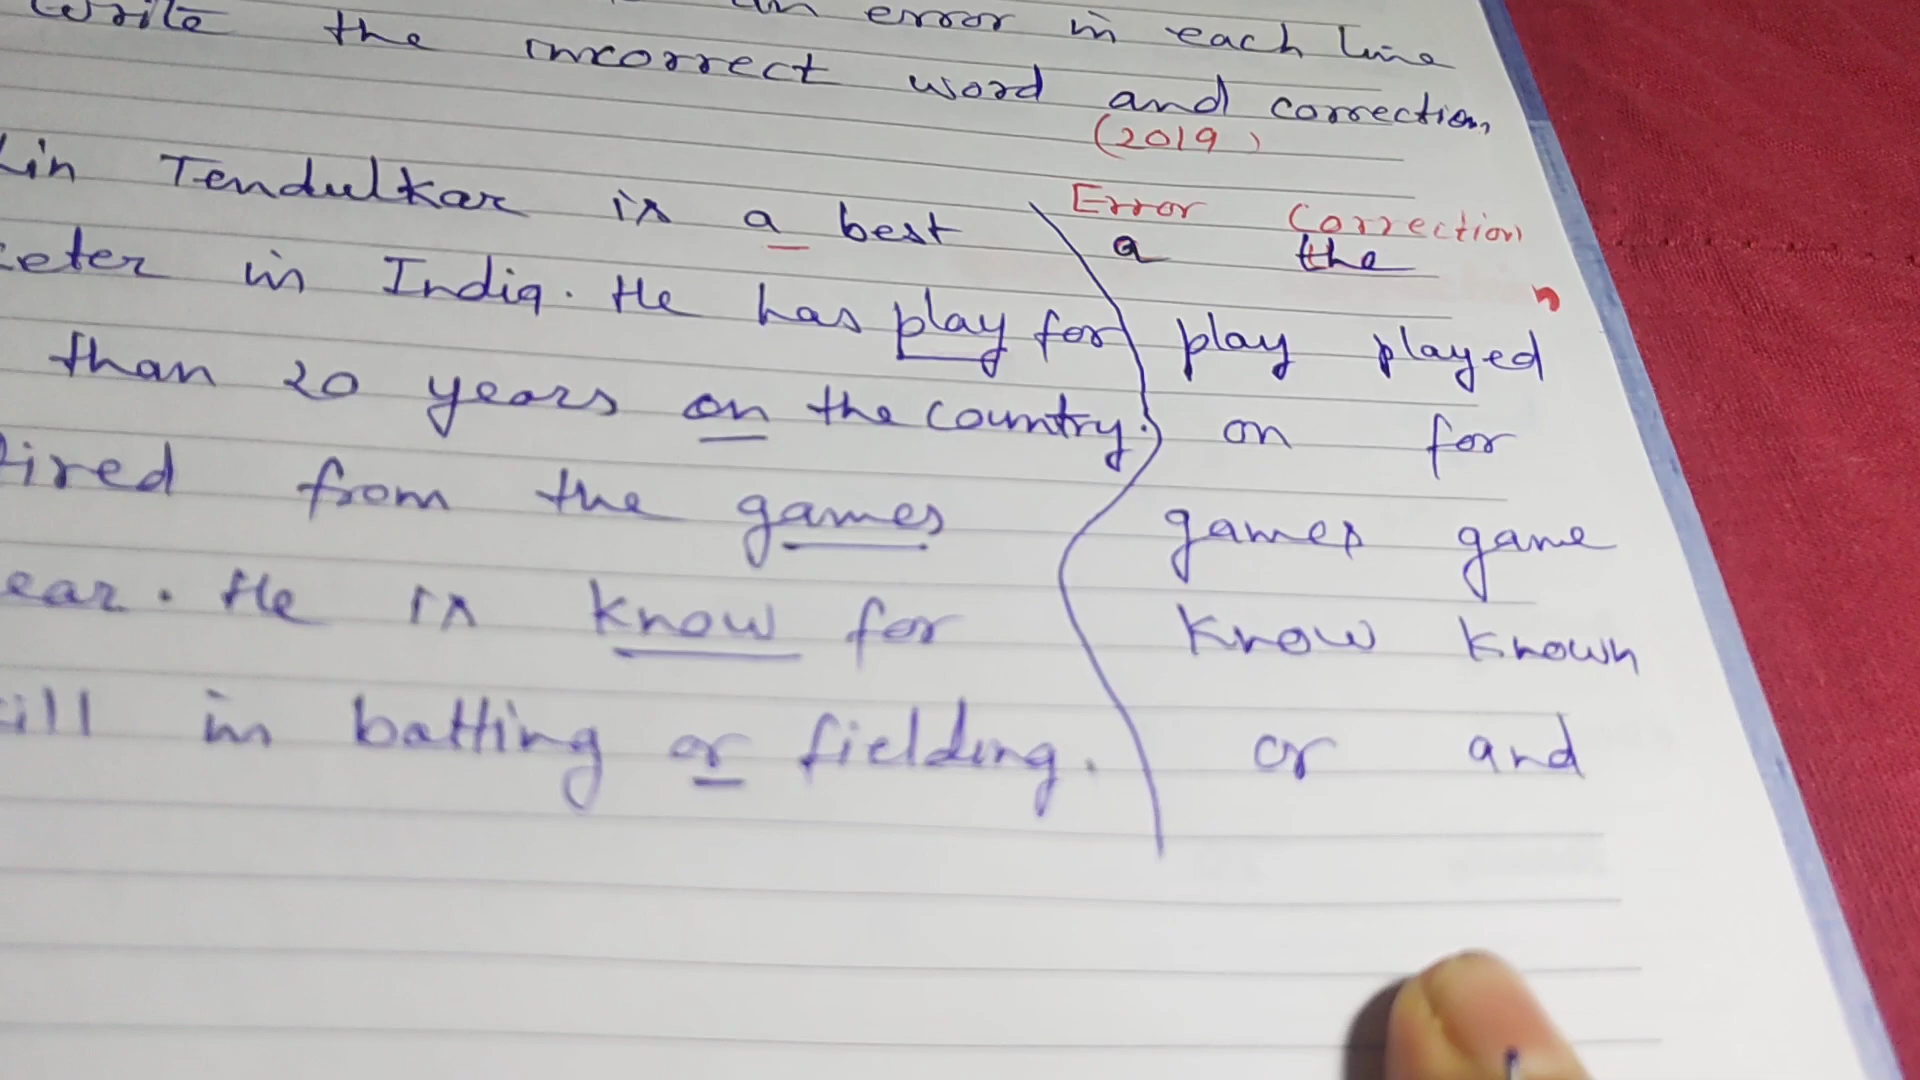 write an error in each line
the incorrect word and correction,
(2019)
Tendulkar is a best Error Correction
a the
in India. He has play for play played
than 20 years on the country. on for
from the games games game
. He is know for know known
in batting or fielding. or and